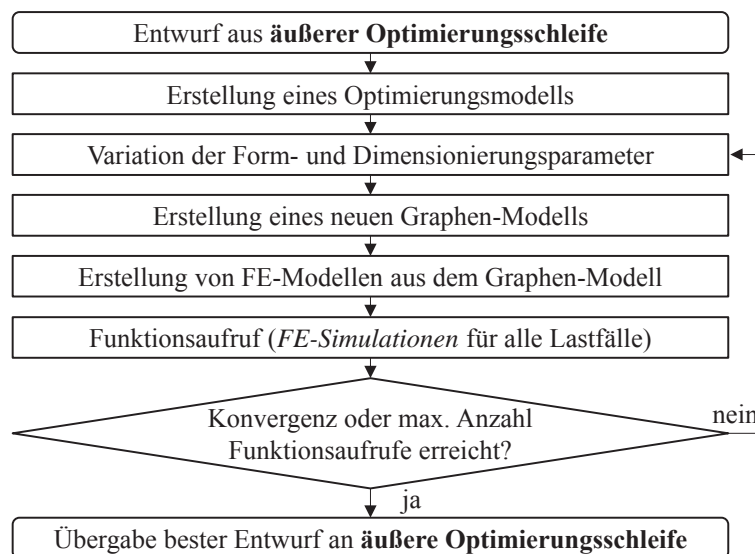 Entwurf aus äußerer Optimierungsschleife
Erstellung eines Optimierungsmodells
Variation der Form- und Dimensionierungsparameter
Erstellung eines neuen Graphen-Modells
Erstellung von FE-Modellen aus dem Graphen-Modell
Funktionsaufruf (FE-Simulationen für alle Lastfälle)
Konvergenz oder max. Anzahl
Funktionsaufrufe erreicht?
nein
ja
Übergabe bester Entwurf an äußere Optimierungsschleife